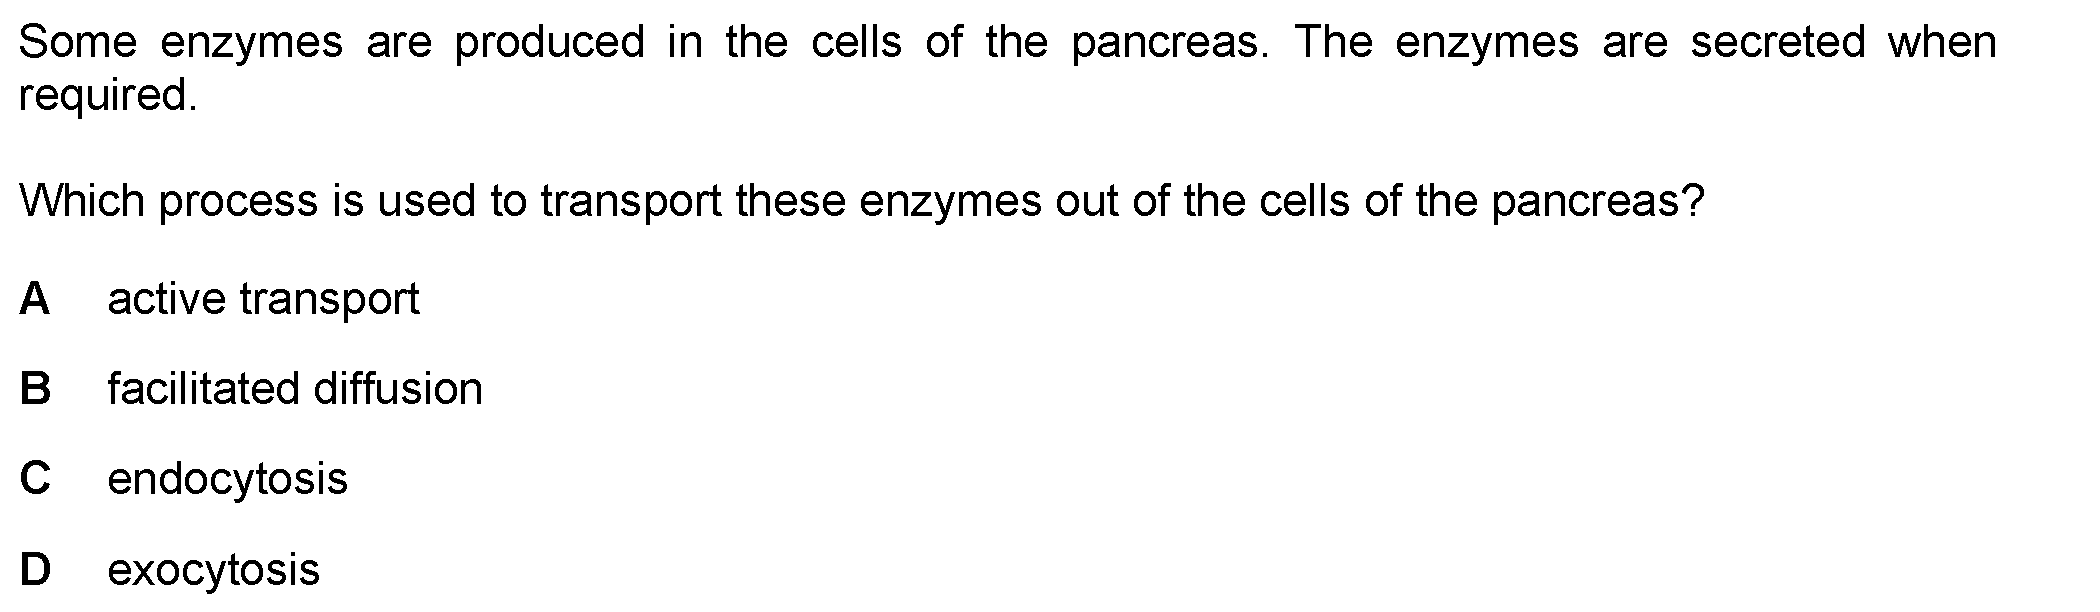 Some enzymes are produced in the cells of the pancreas. The enzymes are secreted when
required.
Which process is used to transport these enzymes out of the cells of the pancreas?
A active transport
B facilitated diffusion
C endocytosis
D exocytosis